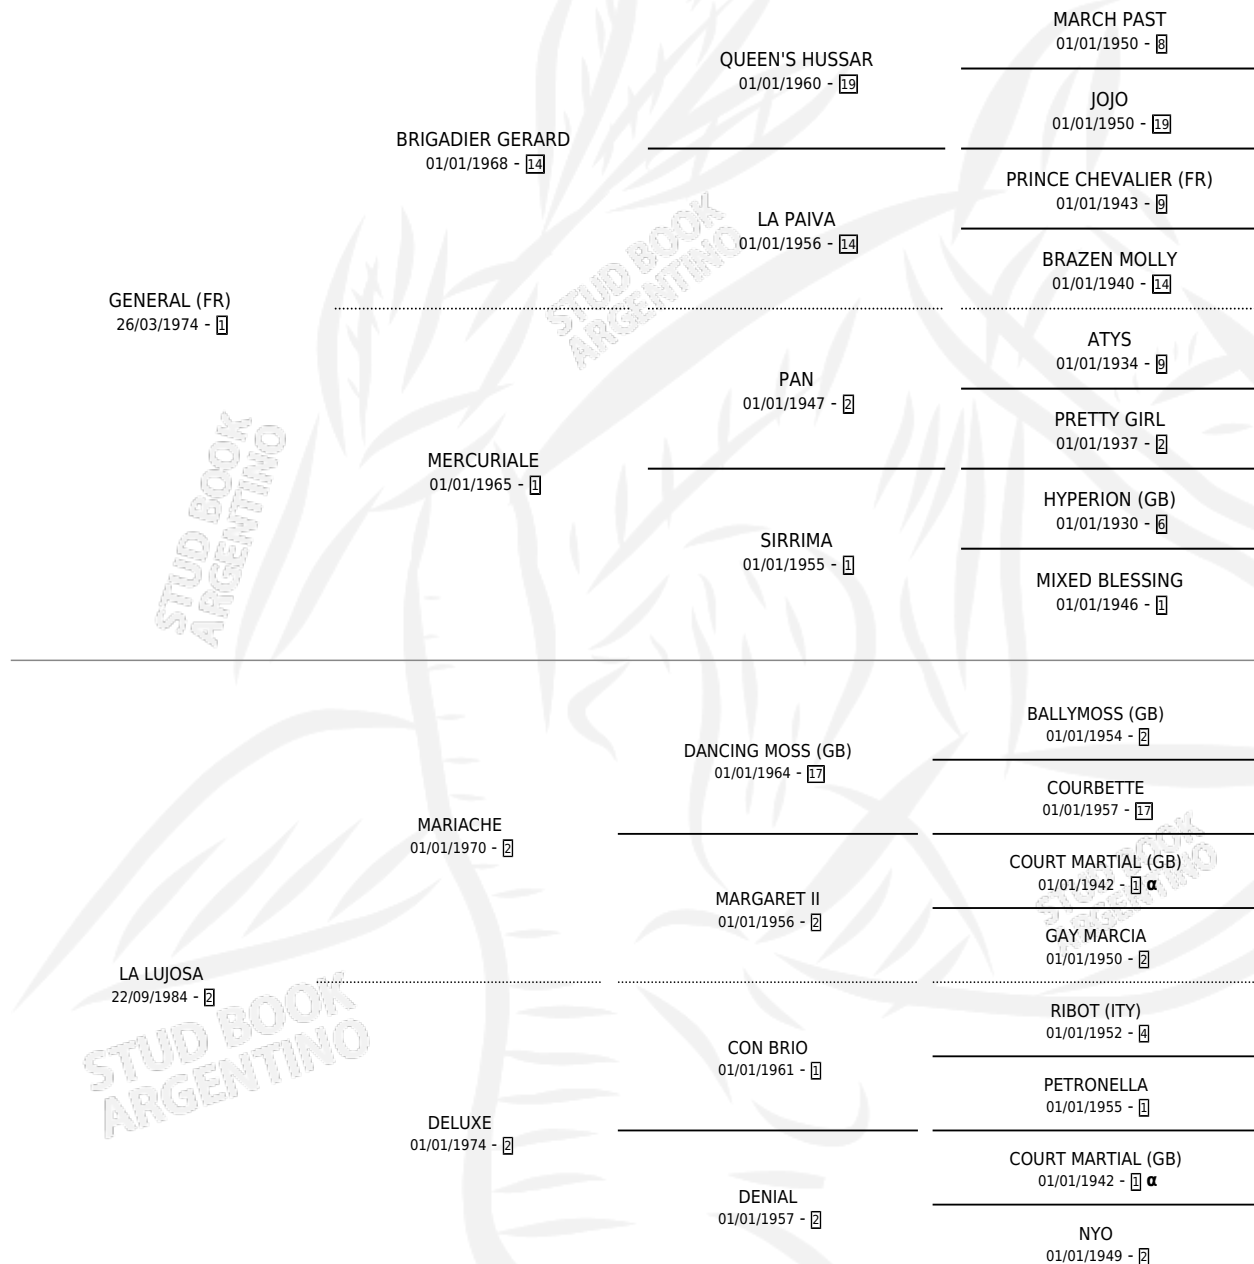 MARCH PAST
01/01/1950 - 8
QUEEN'S HUSSAR
01/01/1960 - 19
JOJO
01/01/1950 - 19
BRIGADIER GERARD
01/01/1968 - 14
PRINCE CHEVALIER (FR)
01/01/1943 - 9
LA PAIVA
01/01/1956 - 14
BRAZEN MOLLY
01/01/1940 - 14
STUD BOOK
ARGENTINO
GENERAL (FR)
26/03/1974 - 1
ATYS
01/01/1934 - 9
PAN
01/01/1947 - 2
PRETTY GIRL
01/01/1937 - 2
MERCURIALE
01/01/1965 - 1
HYPERION (GB)
01/01/1930 - 6
SIRRIMA
01/01/1955 - 1
MIXED BLESSING
01/01/1946 - 1
STUD BOOK
ARGENTINO
BALLYMOSS (GB)
01/01/1954 - 2
DANCING MOSS (GB)
01/01/1964 - 17
COURBETTE
01/01/1957 - 17
MARIACHE
01/01/1970 - 2
COURT MARTIAL (GB)
01/01/1942 - 1 α
STUD BOOK
ARGENTINO
MARGARET II
01/01/1956 - 2
GAY MARCIA
01/01/1950 - 2
LA LUJOSA
22/09/1984 - 2
RIBOT (ITY)
01/01/1952 - 4
STUD BOOK
ARGENTINO
CON BRIO
01/01/1961 - 1
PETRONELLA
01/01/1955 - 1
DELUXE
01/01/1974 - 2
COURT MARTIAL (GB)
01/01/1942 - 1 α
DENIAL
01/01/1957 - 2
NYO
01/01/1949 - 2